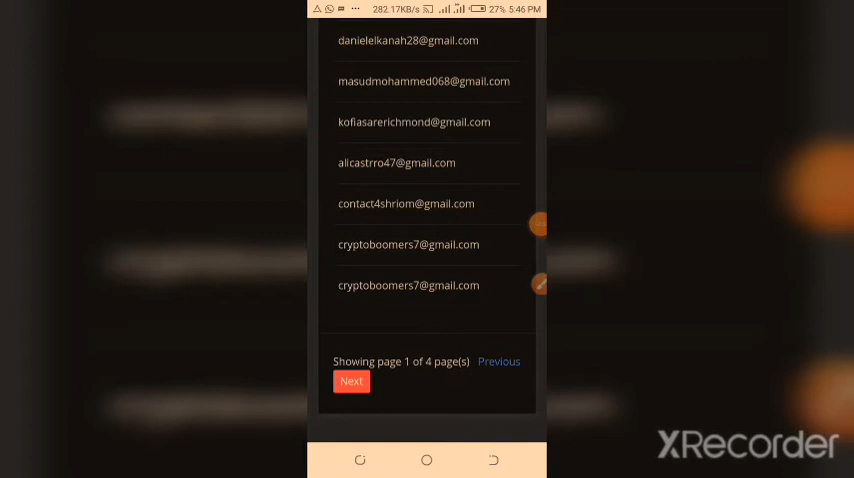 282.17KB/s 27% 5:46 PM
danielelkanah28@gmail.com
masudmohammed068@gmail.com
kofiasarerichmond@gmail.com
alicastrro47@gmail.com
contact4shriom@gmail.com
cryptoboomers7@gmail.com
cryptoboomers7@gmail.com
Showing page 1 of 4 page(s) Previous
Next
XRecorder